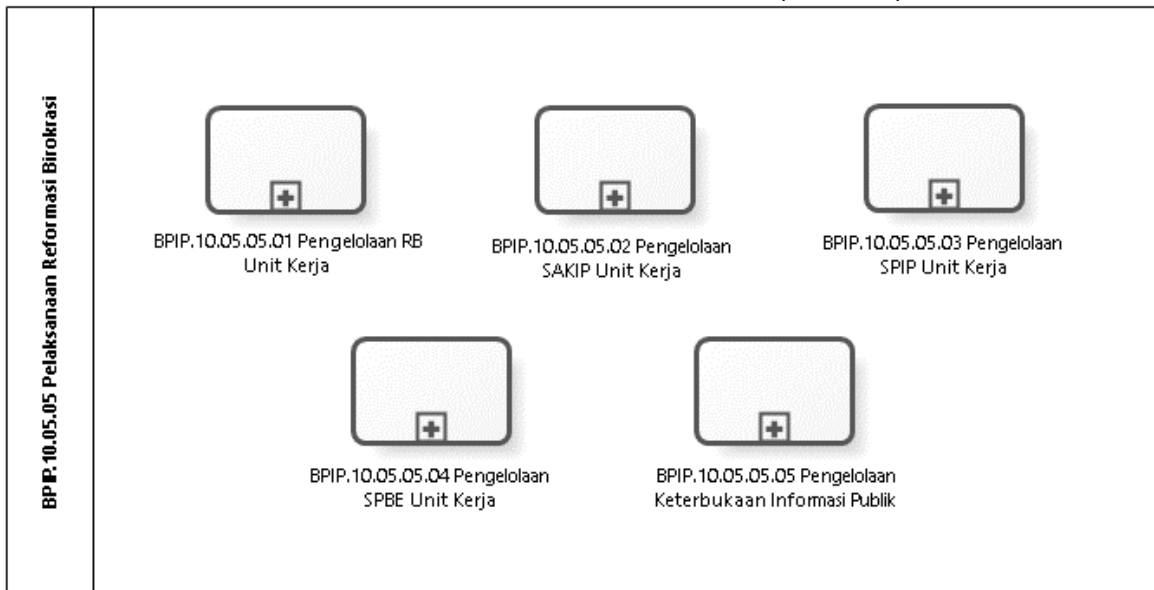 BPIP.10.05.05 Pelaksanaan Reformasi Birokrasi
BPIP.10.05.05.01 Pengelolaan RB
Unit Kerja
BPIP.10.05.05.02 Pengelolaan
SAKIP Unit Kerja
BPIP.10.05.05.03 Pengelolaan
SPIP Unit Kerja
BPIP.10.05.05.04 Pengelolaan
SPBE Unit Kerja
BPIP.10.05.05.05 Pengelolaan
Keterbukaan Informasi Publik